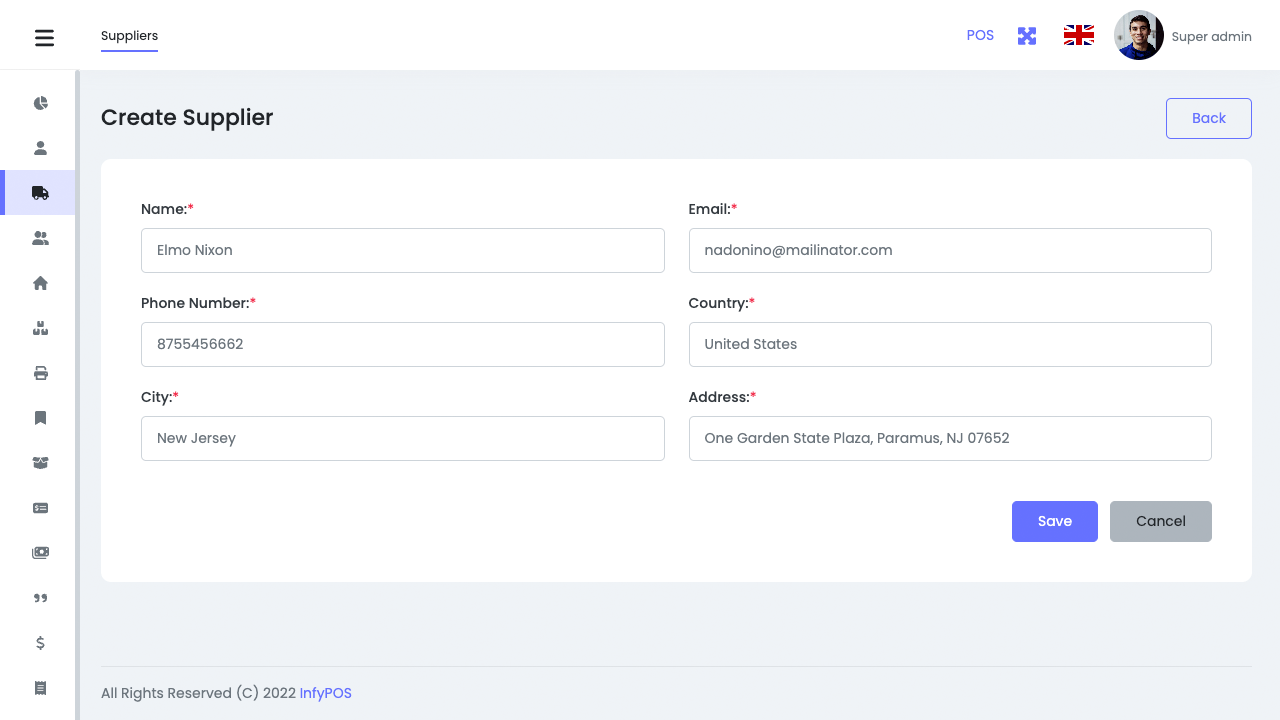 Suppliers
POS
Super admin
Create Supplier
Back
Name:*
Email:*
Elmo Nixon
nadonino@mailinator.com
Phone Number:*
Country:*
8755456662
United States
City:*
Address:*
New Jersey
One Garden State Plaza, Paramus, NJ 07652
Save
Cancel
All Rights Reserved (C) 2022 InfyPOS